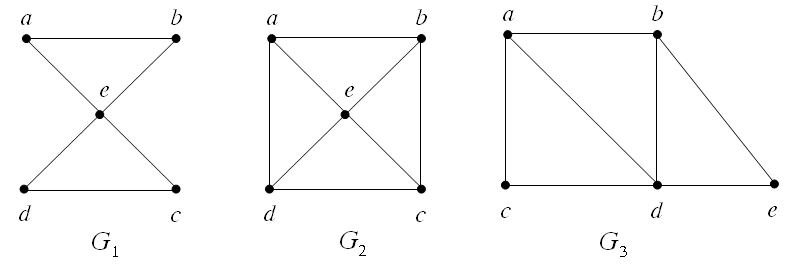 a b a b a b
e e
d c d c c d e
G₁ G₂ G₃